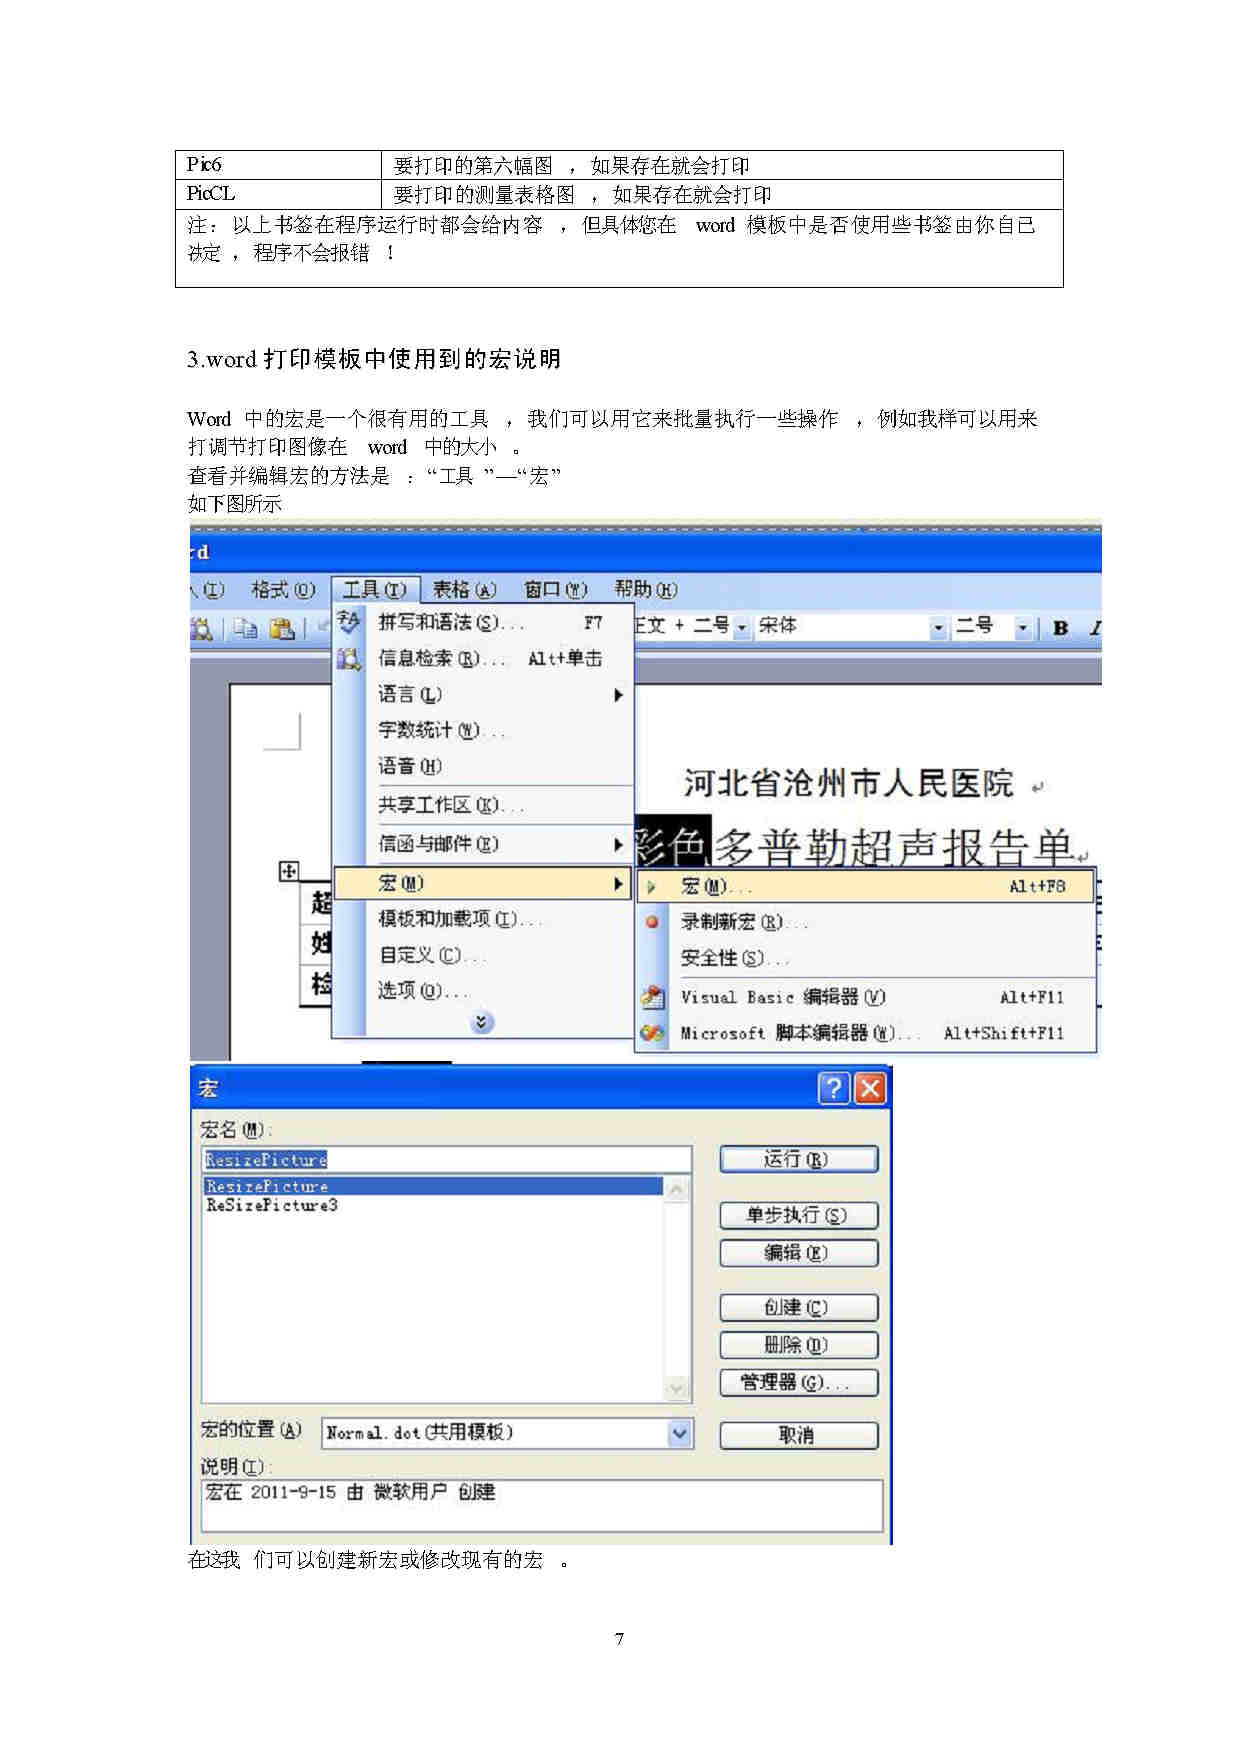 Pic6 要打印的第六幅图 ，如果存在就会打印
PicCL 要打印的测量表格图 ，如果存在就会打印
注：以上书签在程序运行时都会给内容 ，但具体您在 word 模板中是否使用些书签由你自已
决定 ，程序不会报错 ！
3.word 打印模板中使用到的宏说明
Word 中的宏是一个很有用的工具 ，我们可以用它来批量执行一些操作 ，例如我样可以用来
打调节打印图像在 word 中的大小 。
查看并编辑宏的方法是 ：“工具 ”—“宏”
如下图所示
rd
(I) 格式(O) 工具(T) 表格(A) 窗口(W) 帮助(H)
拼写和语法(S)... F7
正文 + 二号 宋体 二号 B I
信息检索(R)... Alt+单击
语言(L)
字数统计(W)...
语音(H)
河北省沧州市人民医院
共享工作区(K)...
信函与邮件(E)
彩色多普勒超声报告单
宏(M)
宏(M)... Alt+F8
超
模板和加载项(I)...
录制新宏(R)...
姓
自定义(C)...
安全性(S)...
检
选项(O)...
Visual Basic 编辑器(V) Alt+F11
Microsoft 脚本编辑器(W)... Alt+Shift+F11
宏
宏名(M):
ResizePicture
运行(R)
ResizePicture
ReSizePicture3
单步执行(S)
编辑(E)
创建(C)
删除(D)
管理器(G)...
宏的位置(A) Normal.dot(共用模板) 取消
说明(I):
宏在 2011-9-15 由 微软用户 创建
在这我 们可以创建新宏或修改现有的宏 。
7